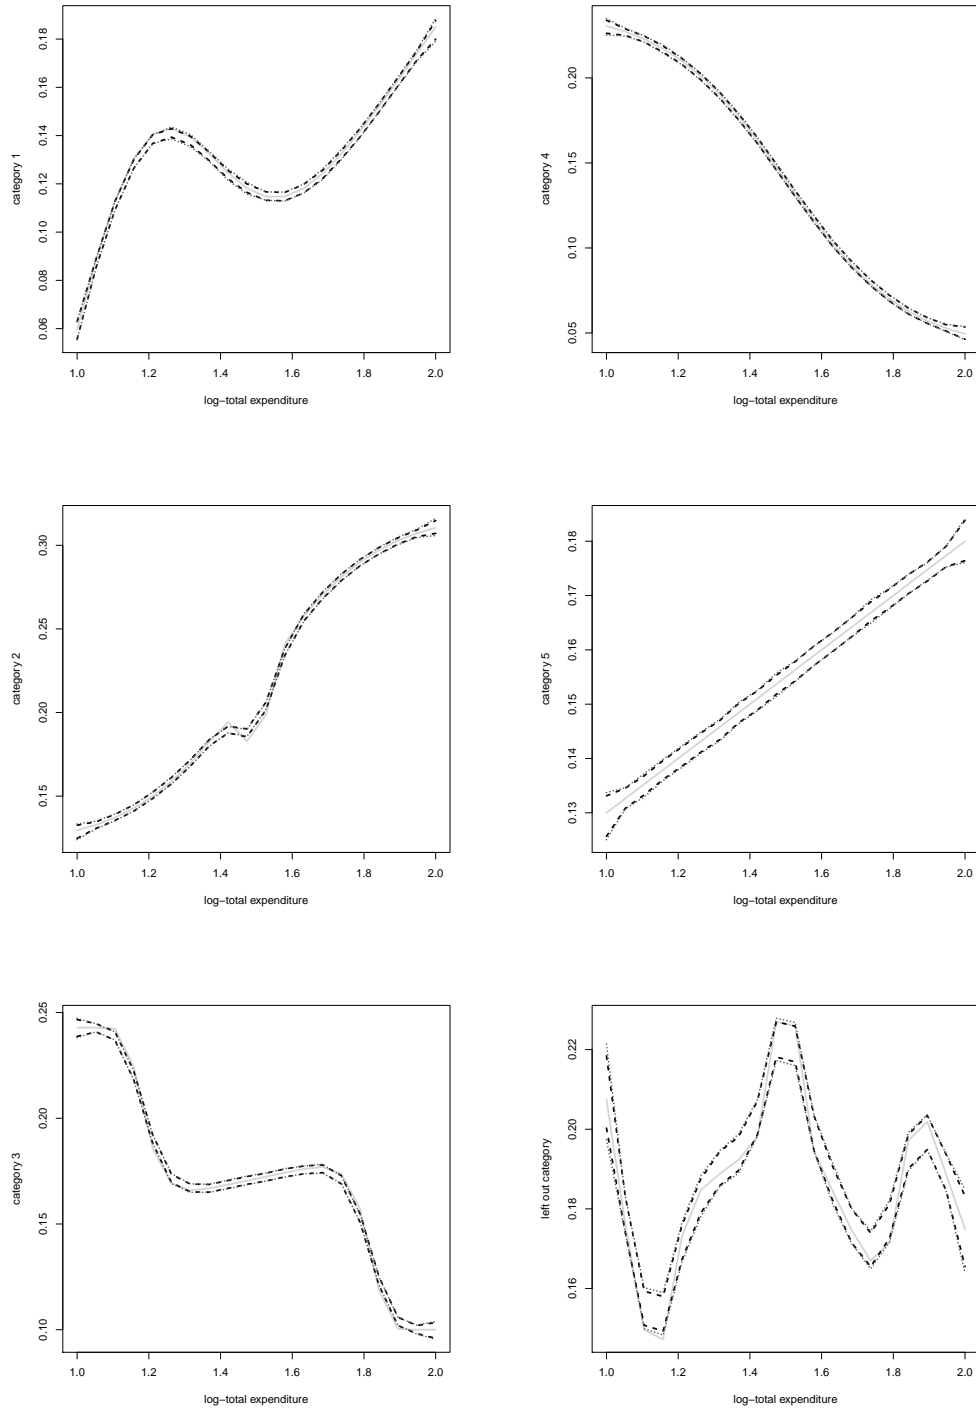 category 1
0.06 0.08 0.10 0.12 0.14 0.16 0.18
1.0 1.2 1.4 1.6 1.8 2.0
log−total expenditure
category 4
0.05 0.10 0.15 0.20
1.0 1.2 1.4 1.6 1.8 2.0
log−total expenditure
category 2
0.15 0.20 0.25 0.30
1.0 1.2 1.4 1.6 1.8 2.0
log−total expenditure
category 5
0.13 0.14 0.15 0.16 0.17 0.18
1.0 1.2 1.4 1.6 1.8 2.0
log−total expenditure
category 3
0.10 0.15 0.20 0.25
1.0 1.2 1.4 1.6 1.8 2.0
log−total expenditure
left out category
0.16 0.18 0.20 0.22
1.0 1.2 1.4 1.6 1.8 2.0
log−total expenditure